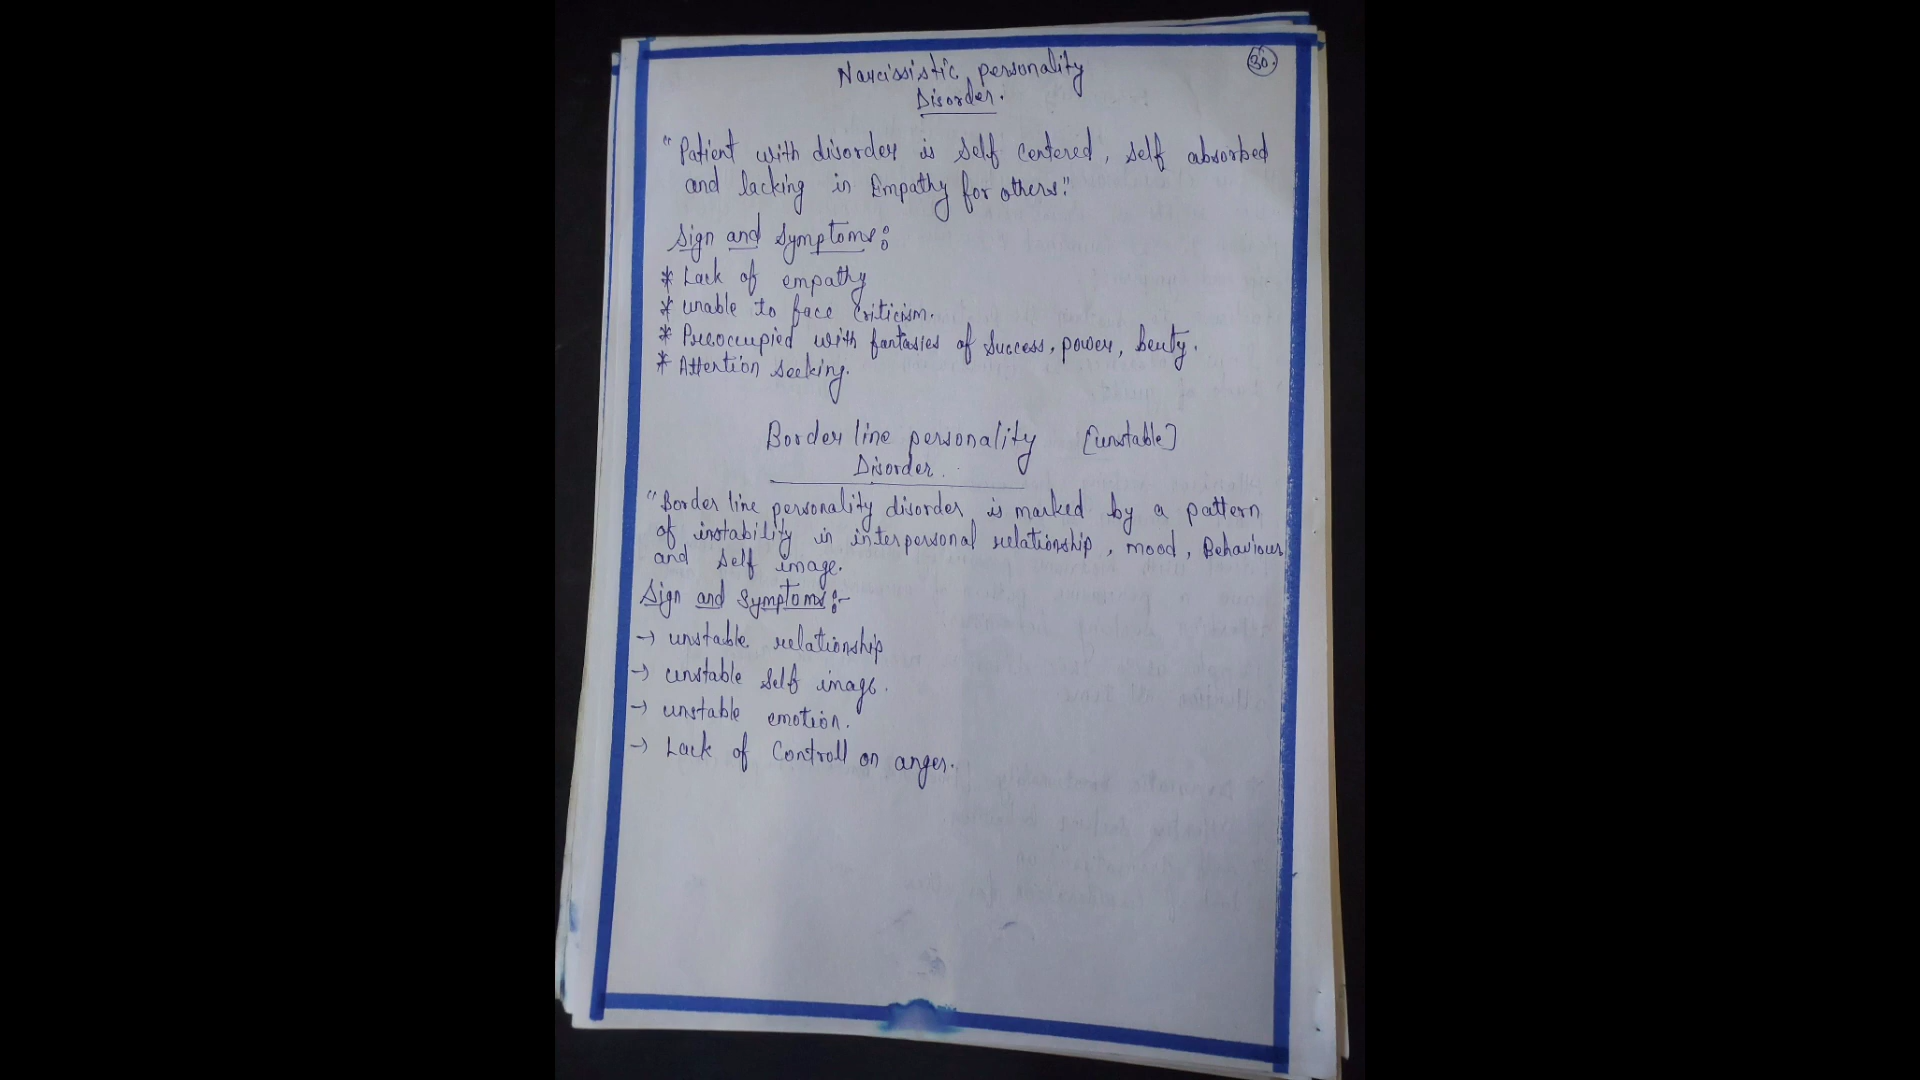 Narcissistic personality
Disorder.
30.
"Patient with disorder is self centered, self absorbed
and lacking in Empathy for others."
Sign and symptoms:
* Lack of empathy
* unable to face criticism.
* Preoccupied with fantasies of success, power, beuty.
* Attention seeking.
Border line personality [unstable]
Disorder.
"Border line personality disorder is marked by a pattern
of instability in interpersonal relationship, mood, Behaviour
and self image.
Sign and symptoms:-
→ unstable relationship
→ unstable self image.
→ unstable emotion.
→ Lack of Controll on anger.